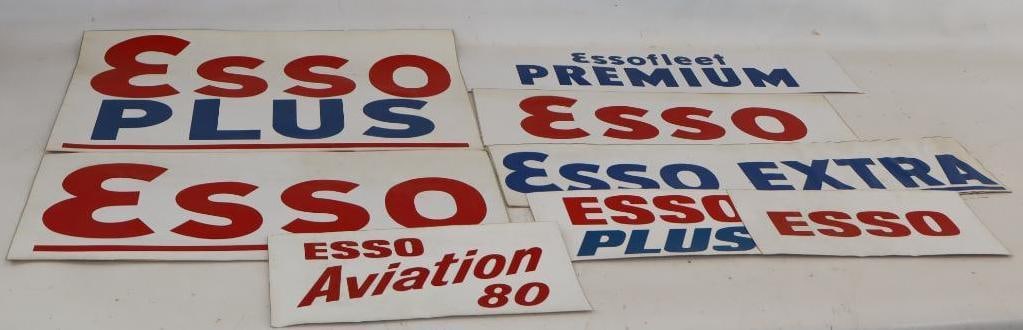 Esso
PLUS
Essofleet
PREMIUM
Esso
Esso EXTRA
Esso
ESSO
PLUS
ESSO
ESSO
Aviation
80